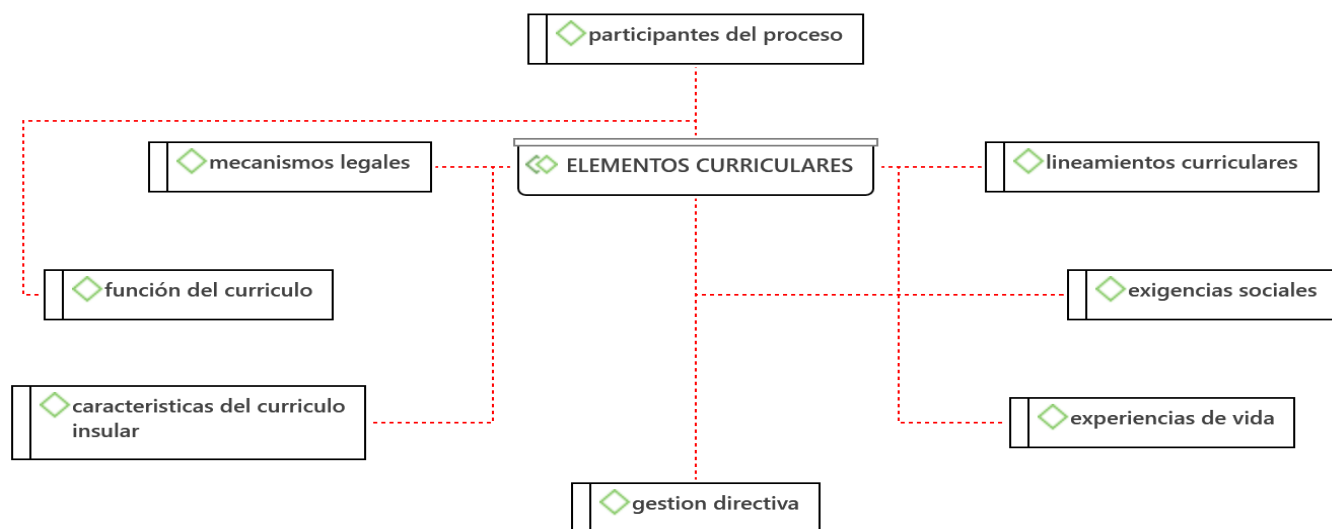 participantes del proceso
mecanismos legales
ELEMENTOS CURRICULARES
lineamientos curriculares
función del curriculo
exigencias sociales
caracteristicas del curriculo
insular
experiencias de vida
gestion directiva